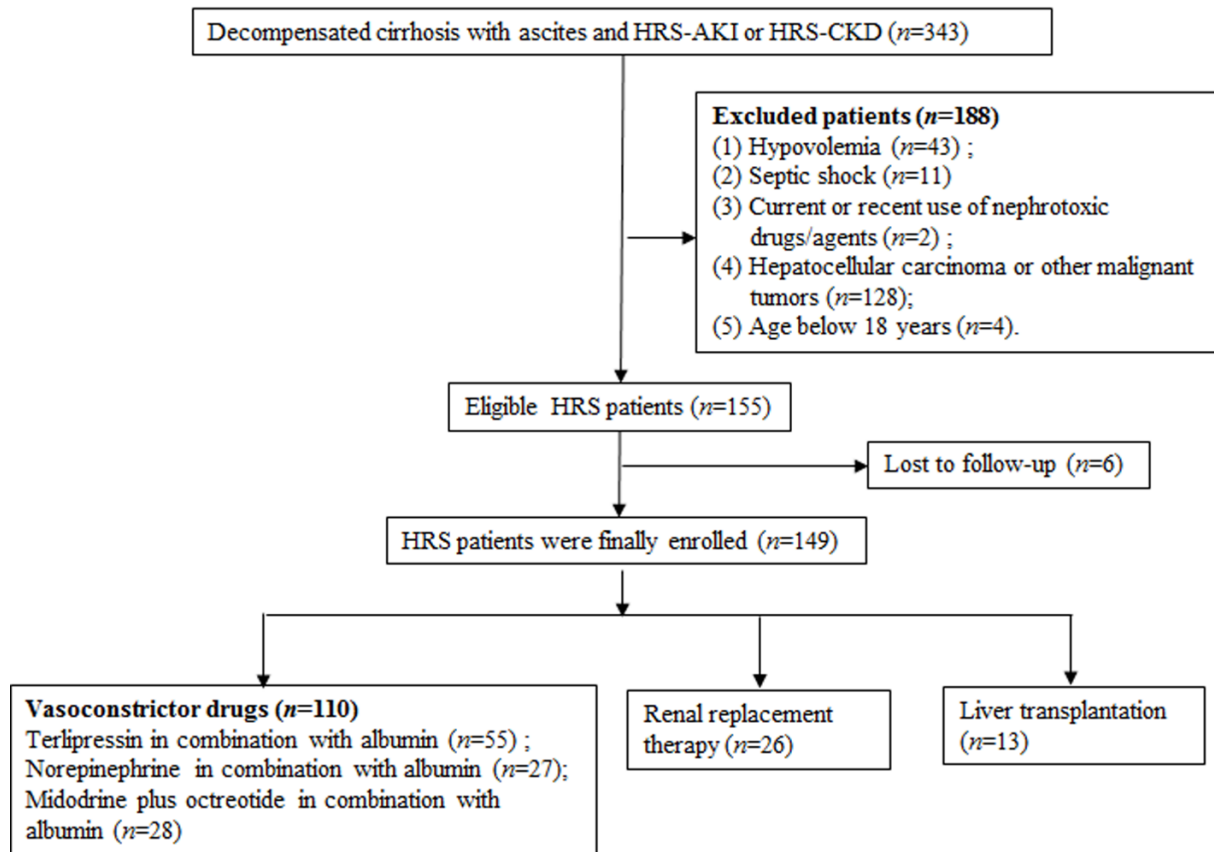 Decompensated cirrhosis with ascites and HRS-AKI or HRS-CKD (n=343)
Excluded patients (n=188)
(1) Hypovolemia (n=43) ;
(2) Septic shock (n=11)
(3) Current or recent use of nephrotoxic
drugs/agents (n=2) ;
(4) Hepatocellular carcinoma or other malignant
tumors (n=128);
(5) Age below 18 years (n=4).
Eligible HRS patients (n=155)
Lost to follow-up (n=6)
HRS patients were finally enrolled (n=149)
Vasoconstrictor drugs (n=110)
Terlipressin in combination with albumin (n=55) ;
Norepinephrine in combination with albumin (n=27);
Midodrine plus octreotide in combination with
albumin (n=28)
Renal replacement
therapy (n=26)
Liver transplantation
(n=13)